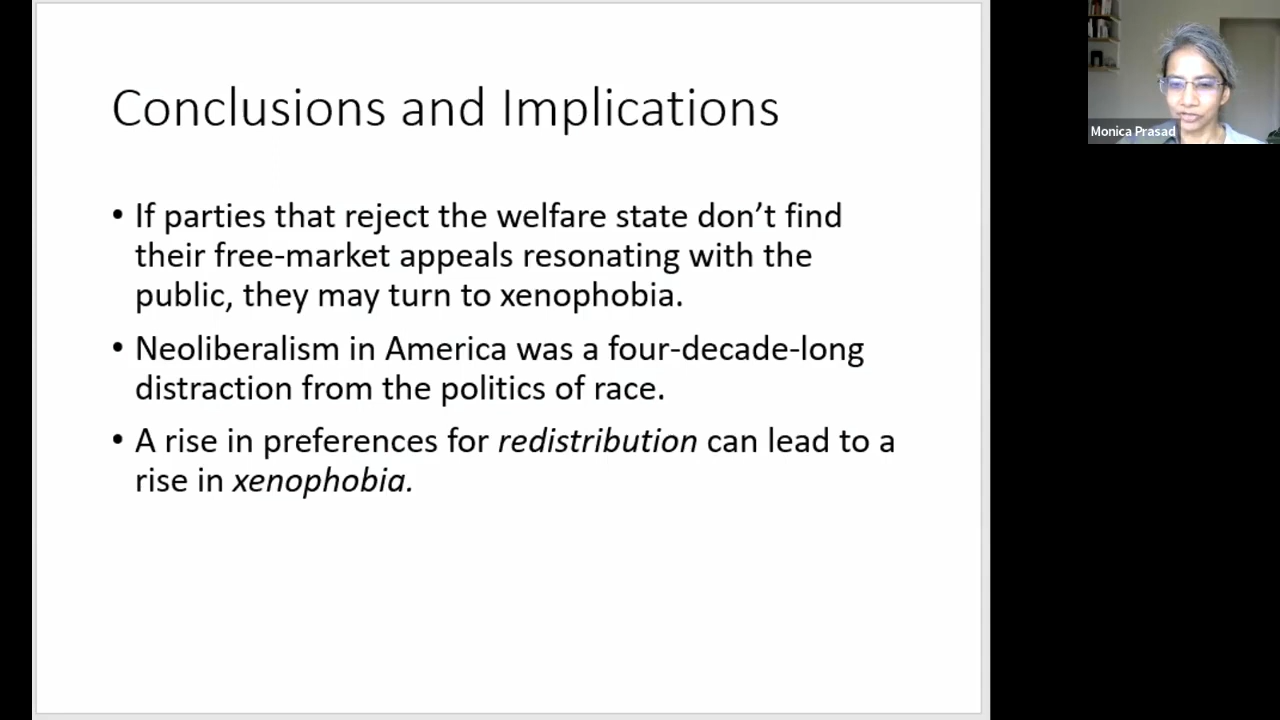 Conclusions and Implications
• If parties that reject the welfare state don’t find
their free-market appeals resonating with the
public, they may turn to xenophobia.
• Neoliberalism in America was a four-decade-long
distraction from the politics of race.
• A rise in preferences for redistribution can lead to a
rise in xenophobia.
Monica Prasad